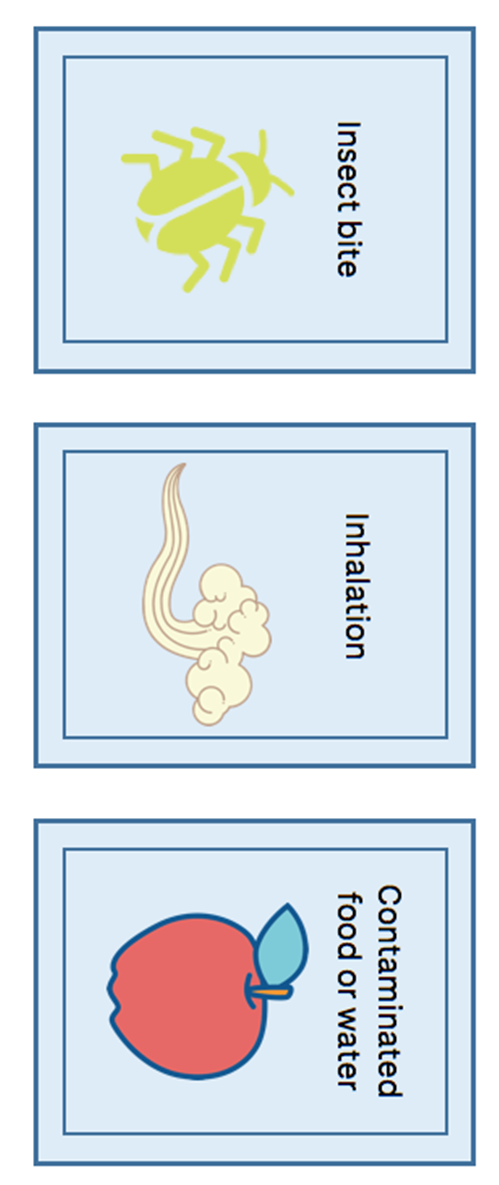 Insect bite
Inhalation
Contaminated
food or water